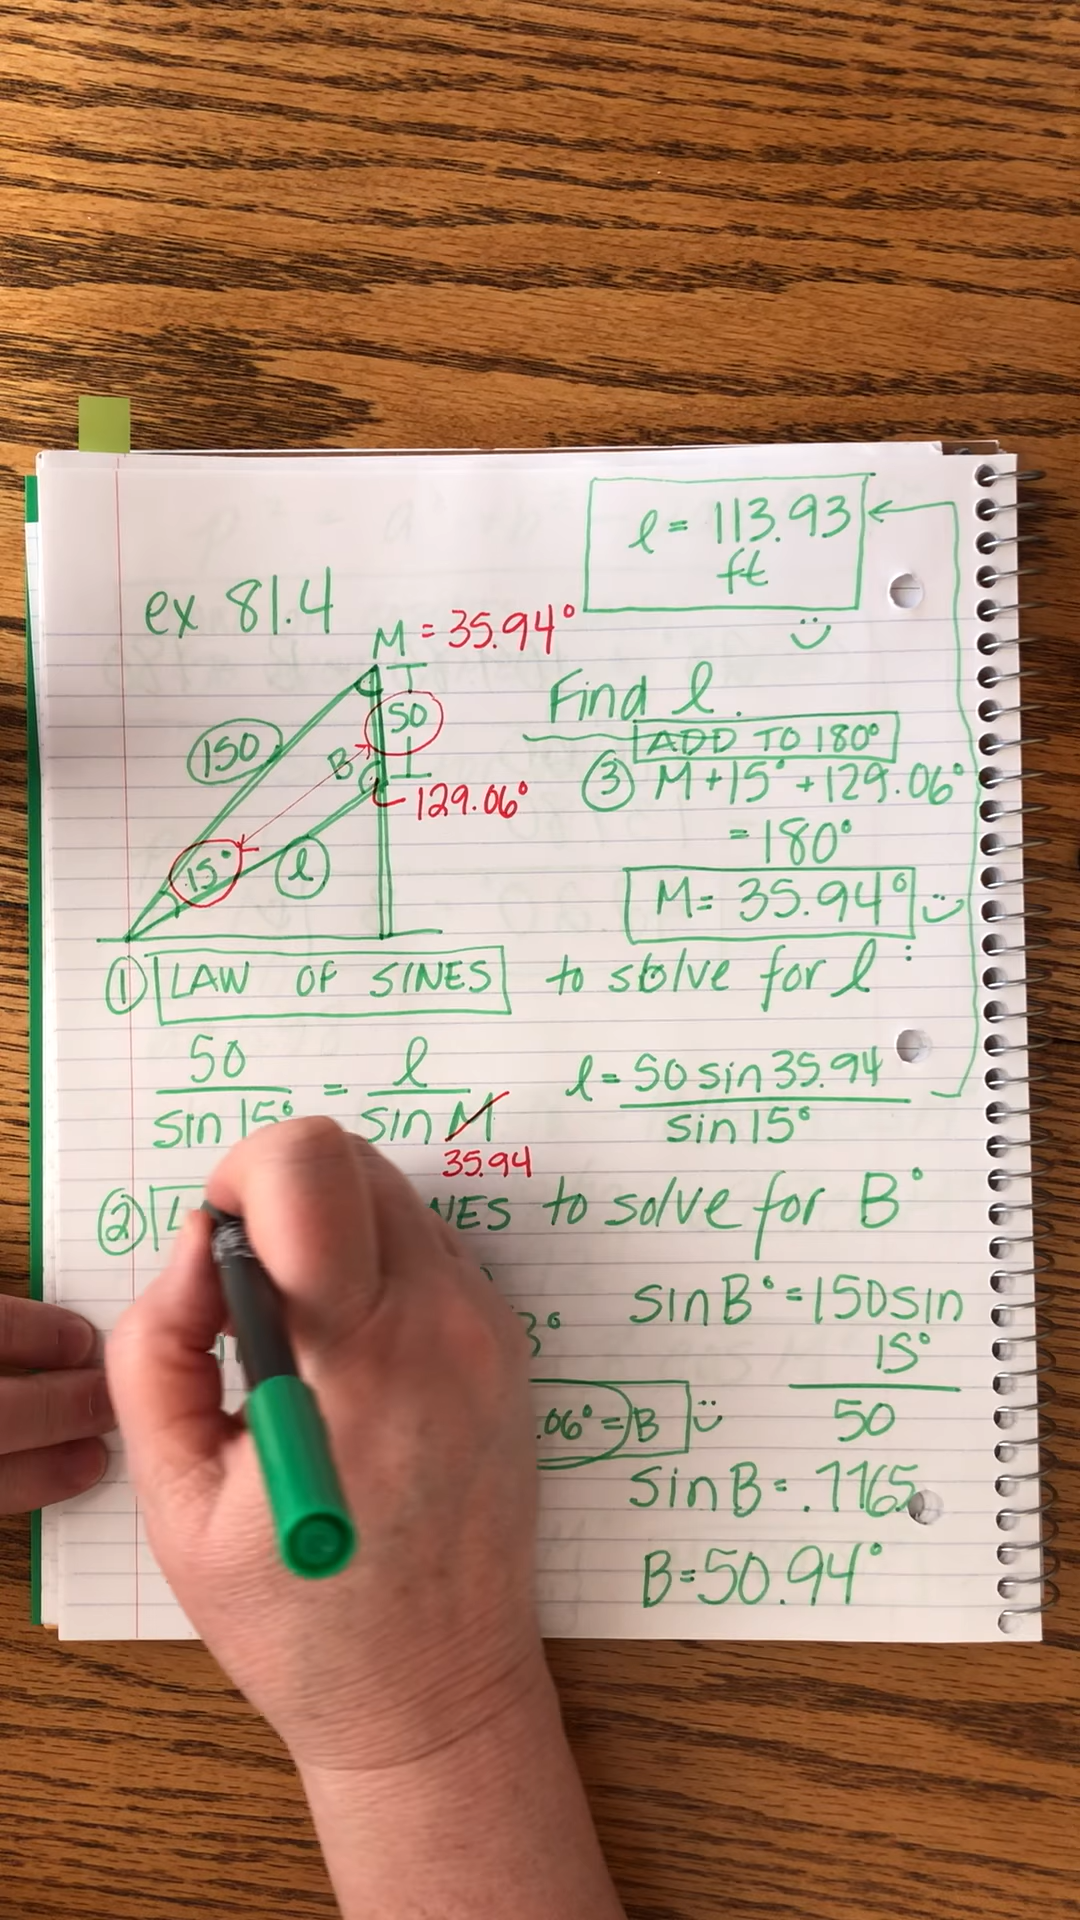 l = 113.93
ft
ex 81.4
M = 35.94°
Find l.
150
50
B
129.06°
15°
l
ADD TO 180°
③ M+15°+129.06°
=180°
M= 35.94°
① LAW OF SINES to solve for l:
50 / sin 15° = l / sin M
35.94
l = 50 sin 35.94 / sin 15°
② NES to solve for B°
sin B° = 150 sin
15°
50
.06° = B
sin B = .7765
B=50.94°